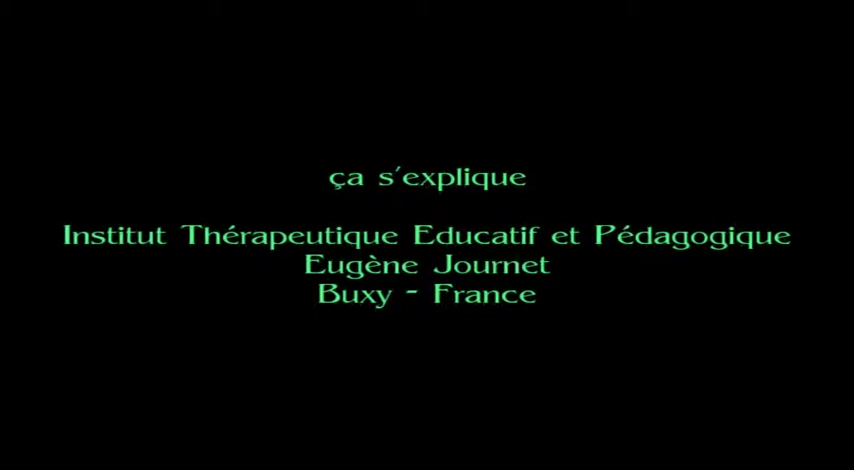 ça s'explique
Institut Thérapeutique Educatif et Pédagogique
Eugène Journet
Buxy - France